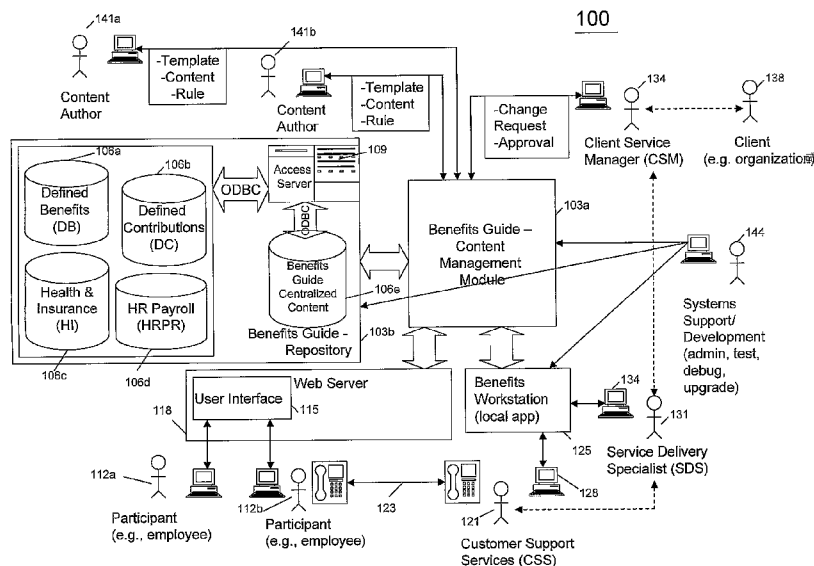 100
141a
141b
-Template
-Content
-Rule
Content
Author
-Template
-Content
-Rule
Content
Author
-Change
Request
-Approval
134
138
Client Service
Manager (CSM)
Client
(e.g. organization)
106a
106b
109
Access
Server
ODBC
ODBC
Defined
Benefits
(DB)
Defined
Contributions
(DC)
Health &
Insurance
(HI)
HR Payroll
(HRPR)
Benefits
Guide
Centralized
Content
106e
Benefits Guide –
Repository
103b
106c
106d
103a
Benefits Guide –
Content
Management
Module
144
Systems
Support/
Development
(admin, test,
debug,
upgrade)
Web Server
User Interface
115
118
Benefits
Workstation
(local app)
125
134
131
Service Delivery
Specialist (SDS)
112a
Participant
(e.g., employee)
112b
Participant
(e.g., employee)
123
128
121
Customer Support
Services (CSS)